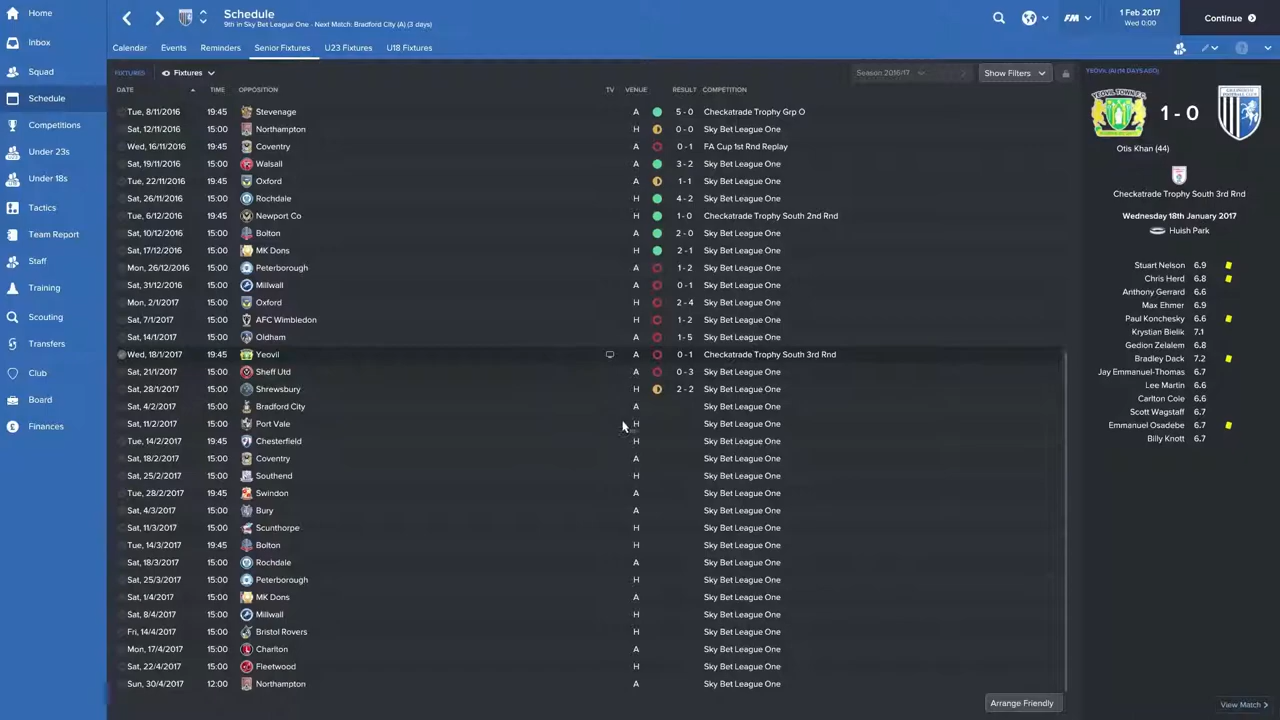 Home
Inbox
Squad
Schedule
Competitions
Under 23s
Under 18s
Tactics
Team Report
Staff
Training
Scouting
Transfers
Club
Board
Finances
Schedule
9th in Sky Bet League One - Next Match: Bradford City (A) (3 days)
FM
1 Feb 2017
Wed 0:00
Continue
Calendar Events Reminders Senior Fixtures U23 Fixtures U18 Fixtures
FIXTURES Fixtures Season 2016/17 Show Filters
DATE TIME OPPOSITION TV VENUE RESULT COMPETITION
Tue, 8/11/2016 19:45 Stevenage A 5 - 0 Checkatrade Trophy Grp O
Sat, 12/11/2016 15:00 Northampton H 0 - 0 Sky Bet League One
Wed, 16/11/2016 19:45 Coventry A 0 - 1 FA Cup 1st Rnd Replay
Sat, 19/11/2016 15:00 Walsall A 3 - 2 Sky Bet League One
Tue, 22/11/2016 19:45 Oxford A 1 - 1 Sky Bet League One
Sat, 26/11/2016 15:00 Rochdale H 4 - 2 Sky Bet League One
Tue, 6/12/2016 19:45 Newport Co H 1 - 0 Checkatrade Trophy South 2nd Rnd
Sat, 10/12/2016 15:00 Bolton A 2 - 0 Sky Bet League One
Sat, 17/12/2016 15:00 MK Dons H 2 - 1 Sky Bet League One
Mon, 26/12/2016 15:00 Peterborough A 1 - 2 Sky Bet League One
Sat, 31/12/2016 15:00 Millwall A 0 - 1 Sky Bet League One
Mon, 2/1/2017 15:00 Oxford H 2 - 4 Sky Bet League One
Sat, 7/1/2017 15:00 AFC Wimbledon H 1 - 2 Sky Bet League One
Sat, 14/1/2017 15:00 Oldham A 1 - 5 Sky Bet League One
Wed, 18/1/2017 19:45 Yeovil A 0 - 1 Checkatrade Trophy South 3rd Rnd
Sat, 21/1/2017 15:00 Sheff Utd A 0 - 3 Sky Bet League One
Sat, 28/1/2017 15:00 Shrewsbury H 2 - 2 Sky Bet League One
Sat, 4/2/2017 15:00 Bradford City A Sky Bet League One
Sat, 11/2/2017 15:00 Port Vale H Sky Bet League One
Tue, 14/2/2017 19:45 Chesterfield H Sky Bet League One
Sat, 18/2/2017 15:00 Coventry A Sky Bet League One
Sat, 25/2/2017 15:00 Southend H Sky Bet League One
Tue, 28/2/2017 19:45 Swindon A Sky Bet League One
Sat, 4/3/2017 15:00 Bury A Sky Bet League One
Sat, 11/3/2017 15:00 Scunthorpe H Sky Bet League One
Tue, 14/3/2017 19:45 Bolton H Sky Bet League One
Sat, 18/3/2017 15:00 Rochdale A Sky Bet League One
Sat, 25/3/2017 15:00 Peterborough H Sky Bet League One
Sat, 1/4/2017 15:00 MK Dons A Sky Bet League One
Sat, 8/4/2017 15:00 Millwall H Sky Bet League One
Fri, 14/4/2017 15:00 Bristol Rovers H Sky Bet League One
Mon, 17/4/2017 15:00 Charlton A Sky Bet League One
Sat, 22/4/2017 15:00 Fleetwood H Sky Bet League One
Sun, 30/4/2017 12:00 Northampton A Sky Bet League One
Arrange Friendly
YEOVIL (A) (14 DAYS AGO)
1 - 0
Otis Khan (44)
Checkatrade Trophy South 3rd Rnd
Wednesday 18th January 2017
Huish Park
Stuart Nelson 6.9
Chris Herd 6.8
Anthony Gerrard 6.6
Max Ehmer 6.9
Paul Konchesky 6.6
Krystian Bielik 7.1
Gedion Zelalem 6.8
Bradley Dack 7.2
Jay Emmanuel-Thomas 6.7
Lee Martin 6.6
Carlton Cole 6.6
Scott Wagstaff 6.7
Emmanuel Osadebe 6.7
Billy Knott 6.7
View Match